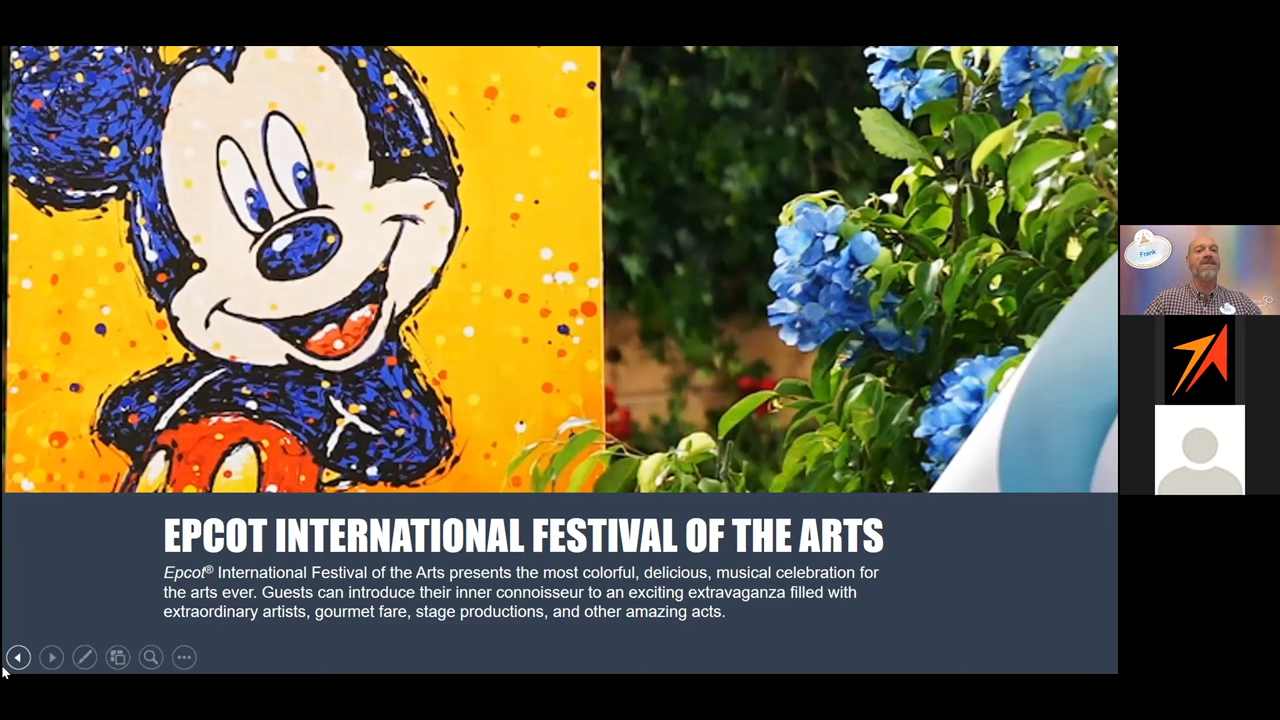 EPCOT INTERNATIONAL FESTIVAL OF THE ARTS
Epcot® International Festival of the Arts presents the most colorful, delicious, musical celebration for
the arts ever. Guests can introduce their inner connoisseur to an exciting extravaganza filled with
extraordinary artists, gourmet fare, stage productions, and other amazing acts.
Frank